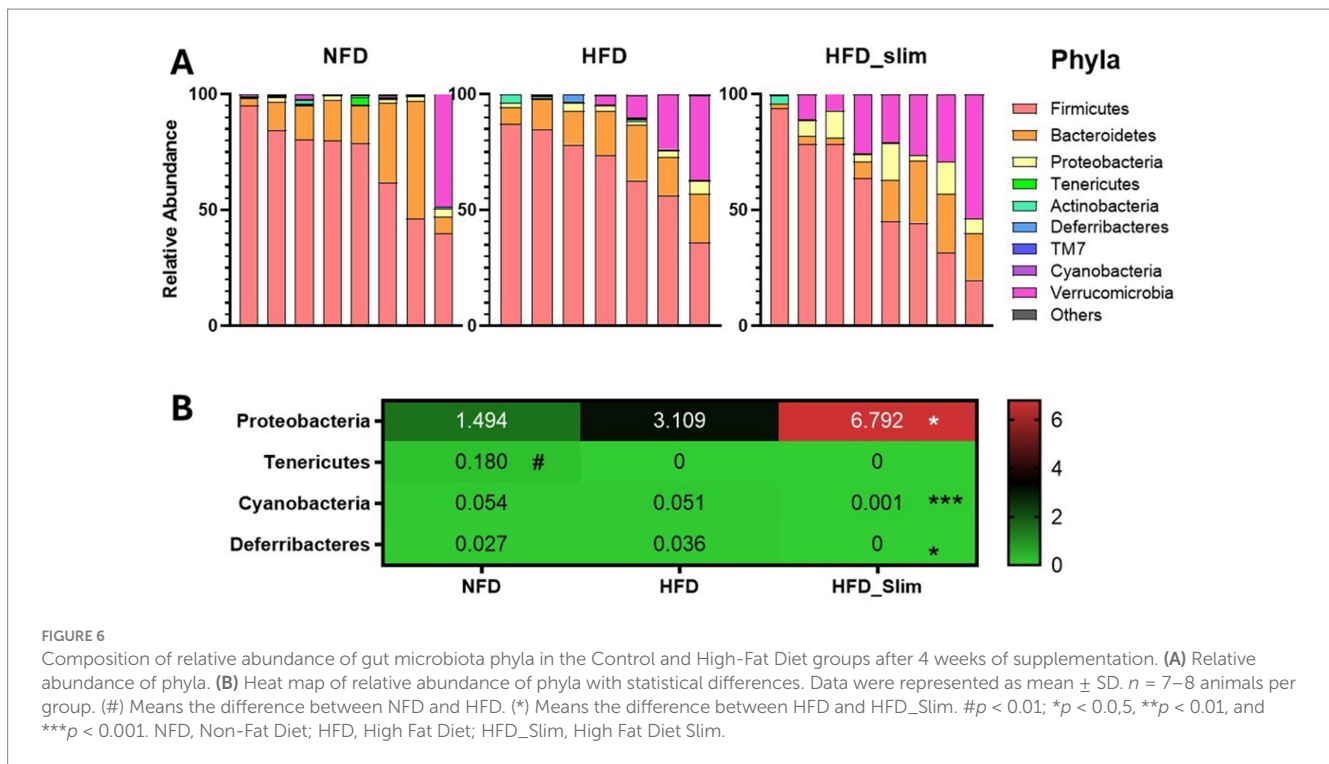 A
NFD
HFD
HFD_slim
Phyla
Relative Abundance
100
50
0
100
50
0
100
50
0
Firmicutes
Bacteroidetes
Proteobacteria
Tenericutes
Actinobacteria
Deferribacteres
TM7
Cyanobacteria
Verrucomicrobia
Others
B
Proteobacteria 1.494 3.109 6.792 *
Tenericutes 0.180 # 0 0
Cyanobacteria 0.054 0.051 0.001 ***
Deferribacteres 0.027 0.036 0 *
NFD HFD HFD_Slim
6
4
2
0
FIGURE 6
Composition of relative abundance of gut microbiota phyla in the Control and High-Fat Diet groups after 4 weeks of supplementation. (A) Relative
abundance of phyla. (B) Heat map of relative abundance of phyla with statistical differences. Data were represented as mean ± SD. n = 7–8 animals per
group. (#) Means the difference between NFD and HFD. (*) Means the difference between HFD and HFD_Slim. #p < 0.01; *p < 0.0,5, **p < 0.01, and
***p < 0.001. NFD, Non-Fat Diet; HFD, High Fat Diet; HFD_Slim, High Fat Diet Slim.